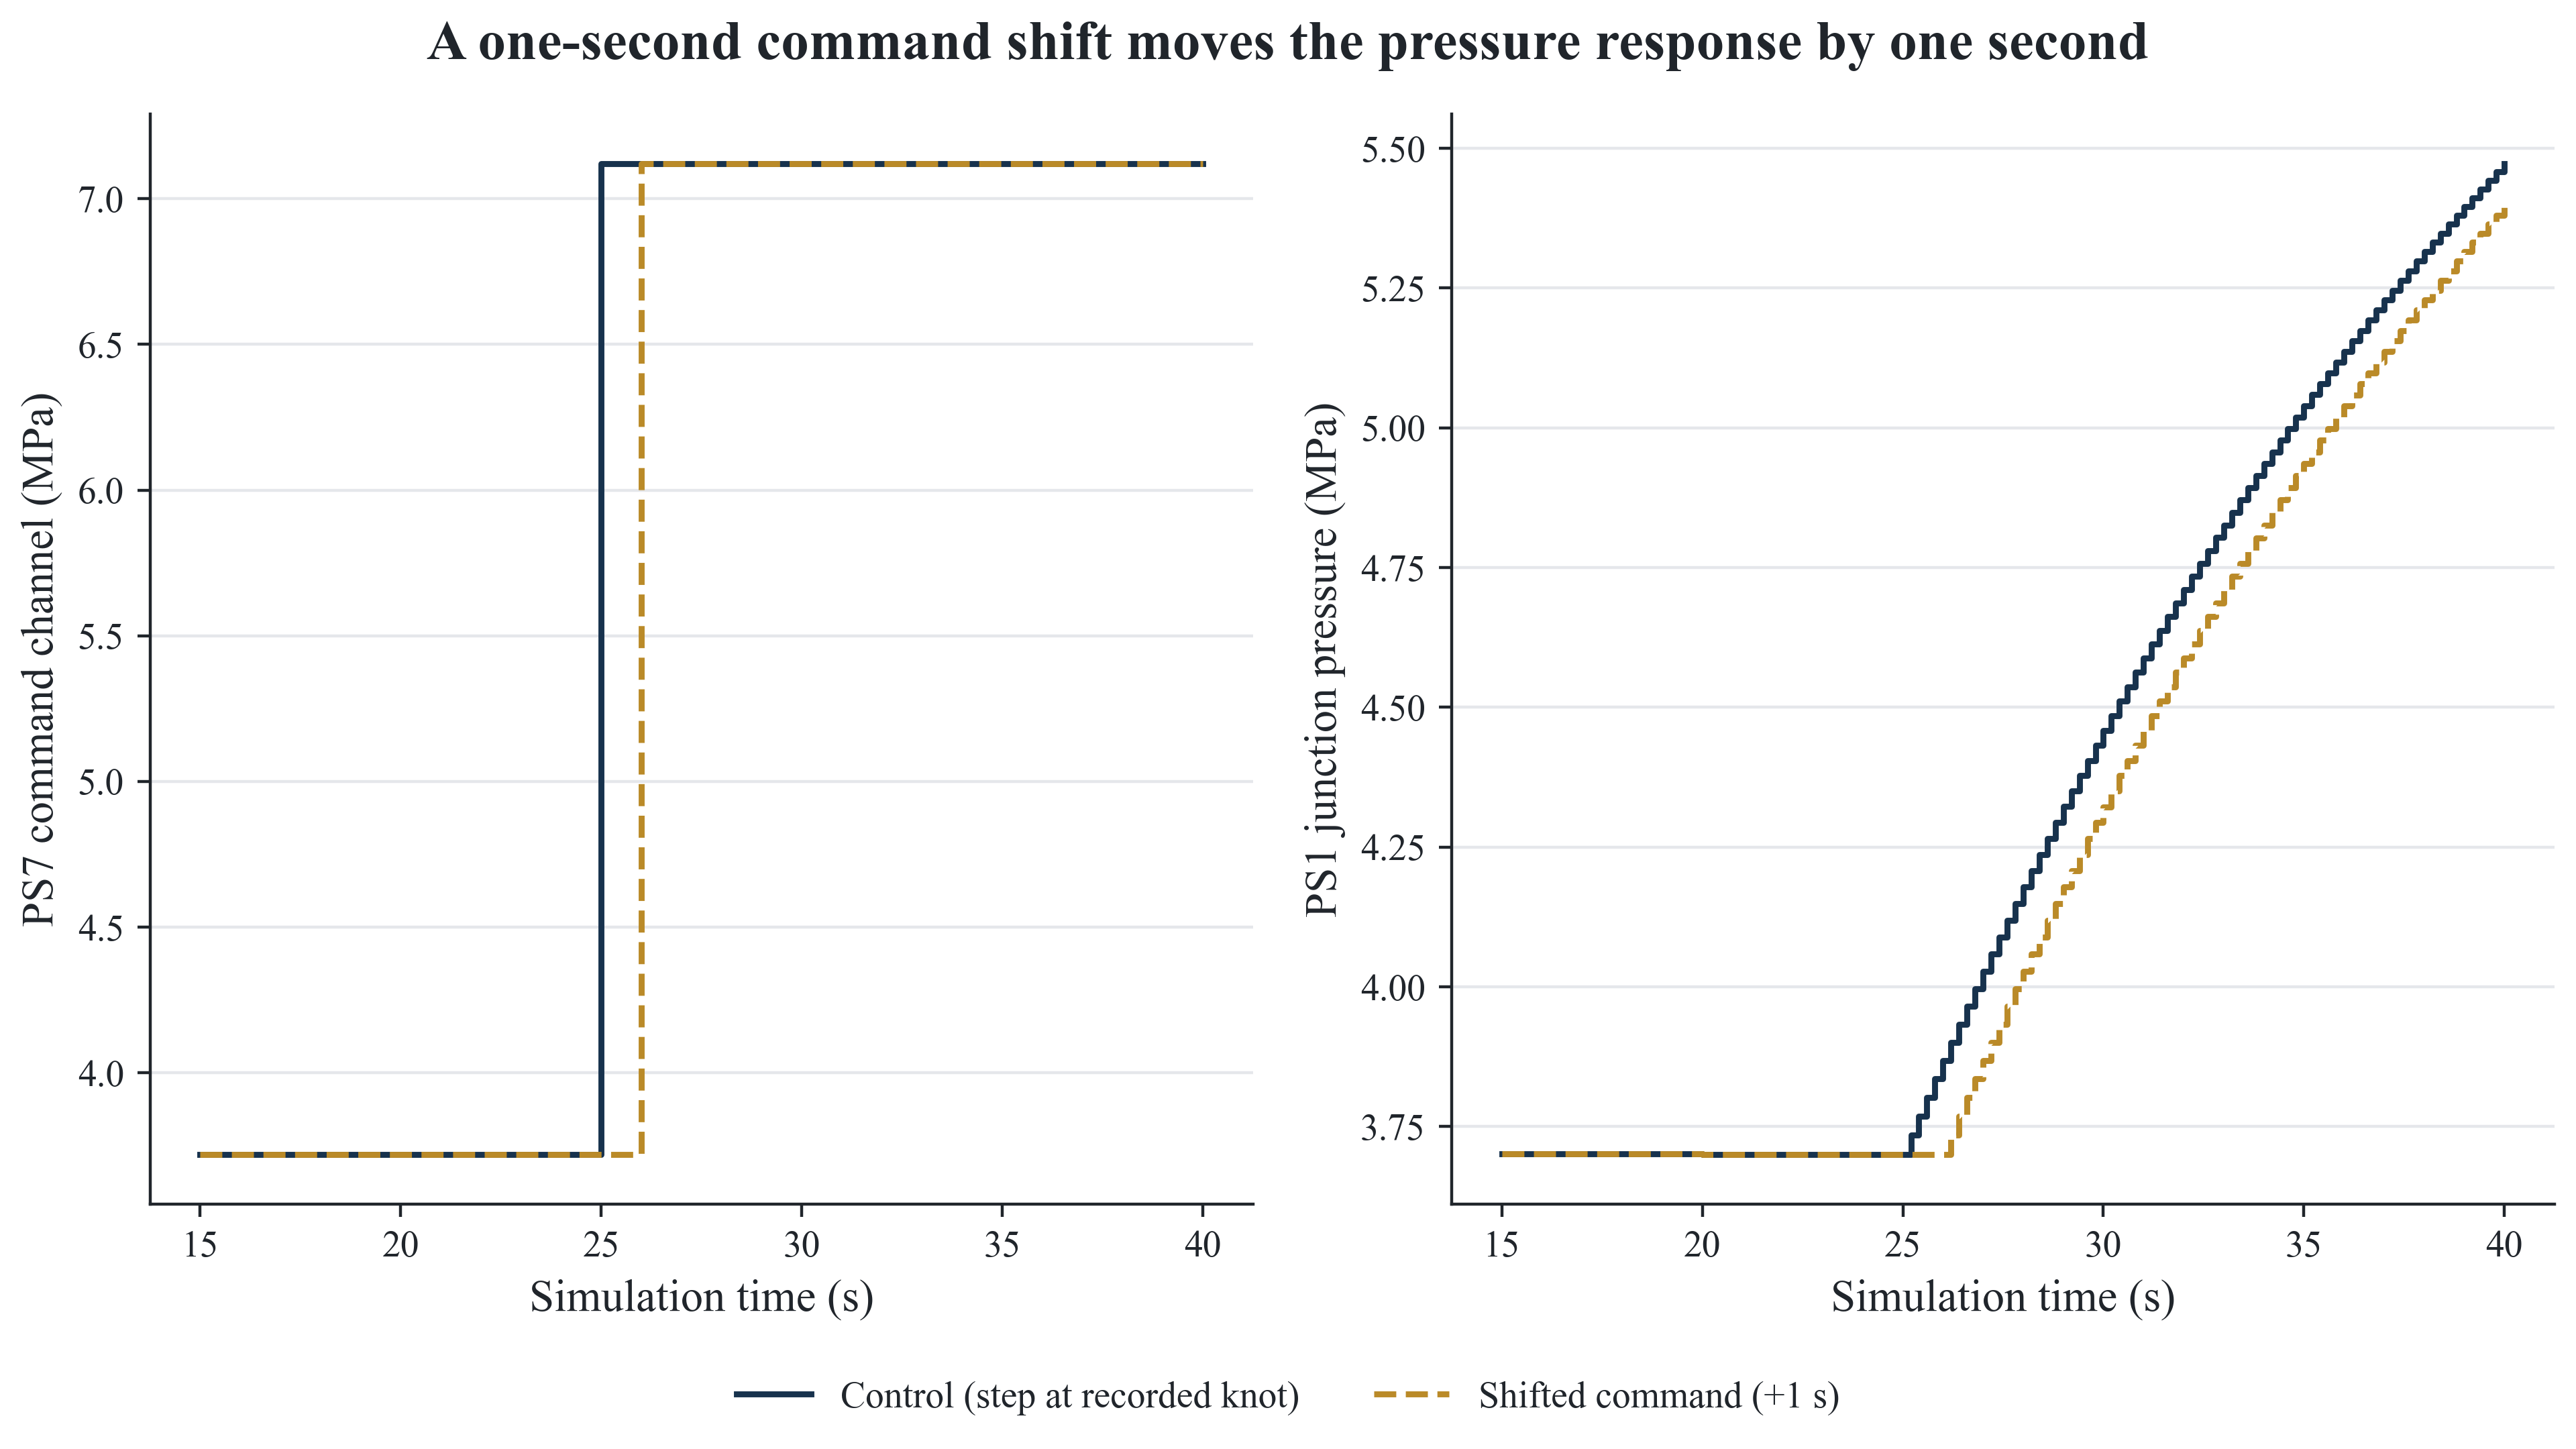 A one-second command shift moves the pressure response by one second
PS7 command channel (MPa)
7.0
6.5
6.0
5.5
5.0
4.5
4.0
15 20 25 30 35 40
Simulation time (s)
PS1 junction pressure (MPa)
5.50
5.25
5.00
4.75
4.50
4.25
4.00
3.75
15 20 25 30 35 40
Simulation time (s)
Control (step at recorded knot)
Shifted command (+1 s)